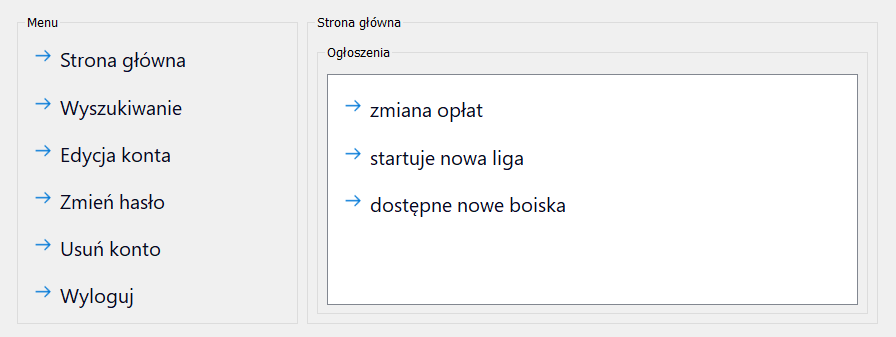 Menu
Strona główna
Wyszukiwanie
Edycja konta
Zmień hasło
Usuń konto
Wyloguj
Strona główna
Ogłoszenia
zmiana opłat
startuje nowa liga
dostępne nowe boiska